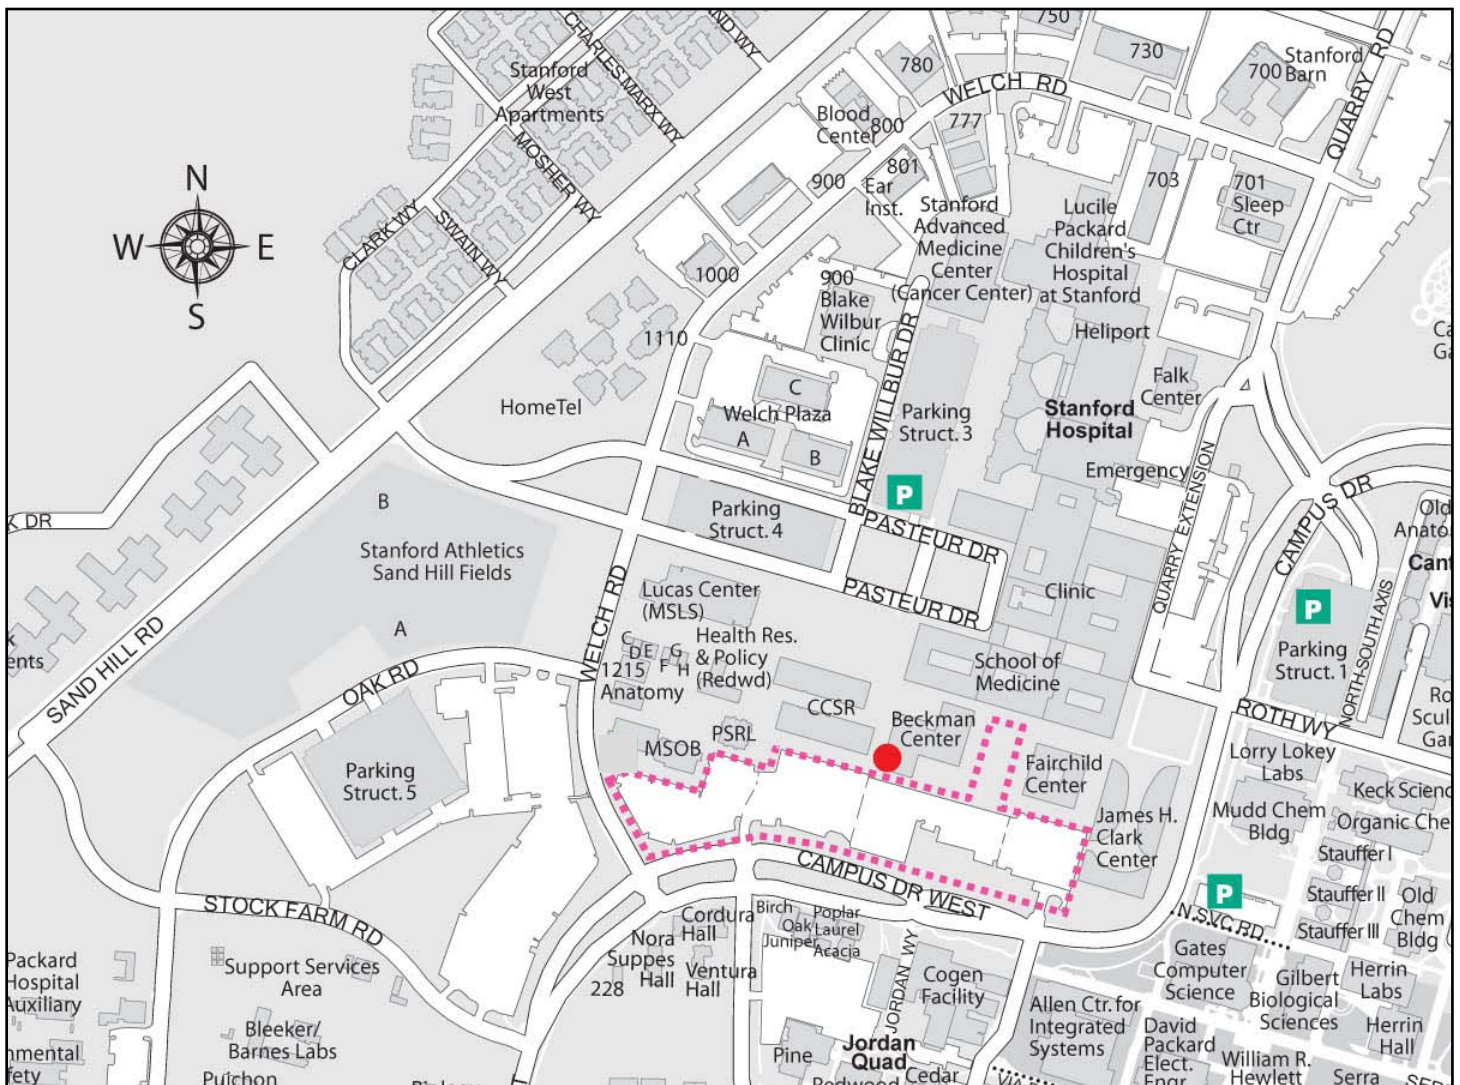 CHARLES MARX WY
750
730
700
Stanford
Barn
QUARRY RD
780
WELCH RD
Stanford
West
Apartments
Blood
Center
800
777
MOSHER WY
801
900
Ear
Inst.
703
701
Sleep
Ctr
N
W
E
S
CLARK WY
SWAIN WY
Stanford
Advanced
Medicine
Center
(Cancer Center)
Lucile
Packard
Children's
Hospital
at Stanford
1000
900
Blake
Wilbur
Clinic
Heliport
1110
BLAKE WILBUR DR
Falk
Center
HomeTel
C
Welch Plaza
A
B
Parking
Struct. 3
Stanford
Hospital
Emergency
QUARRY EXTENSION
P
CAMPUS DR
B
Parking
Struct. 4
PASTEUR DR
K DR
Stanford Athletics
Sand Hill Fields
A
WELCH RD
Lucas Center
(MSLS)
PASTEUR DR
Clinic
P
Parking
Struct. 1
NORTH-SOUTH AXIS
SAND HILL RD
OAK RD
C
D
E
G
F
H
1215
Anatomy
Health Res.
& Policy
(Redwd)
School of
Medicine
CCSR
Beckman
Center
ROTH WY
MSOB
PSRL
Lorry Lokey
Labs
Parking
Struct. 5
Fairchild
Center
Keck Scienc
Mudd Chem
Bldg
Organic Che
James H.
Clark
Center
Stauffer I
CAMPUS DR WEST
P
Stauffer II
Old
Chem
Bldg
STOCK FARM RD
N. SVC RD
Stauffer III
Cordura
Hall
Birch
Oak
Juniper
Poplar
Laurel
Acacia
Nora
Suppes
Hall
Ventura
Hall
228
JORDAN WY
Cogen
Facility
Gates
Computer
Science
Gilbert
Biological
Sciences
Herrin
Labs
Packard
Hospital
Auxiliary
Support Services
Area
Allen Ctr. for
Integrated
Systems
Herrin
Hall
Bleeker/
Barnes Labs
Pine
Jordan
Quad
Redwood
Cedar
David
Packard
Elect.
Engr.
William R.
Hewlett
Serra